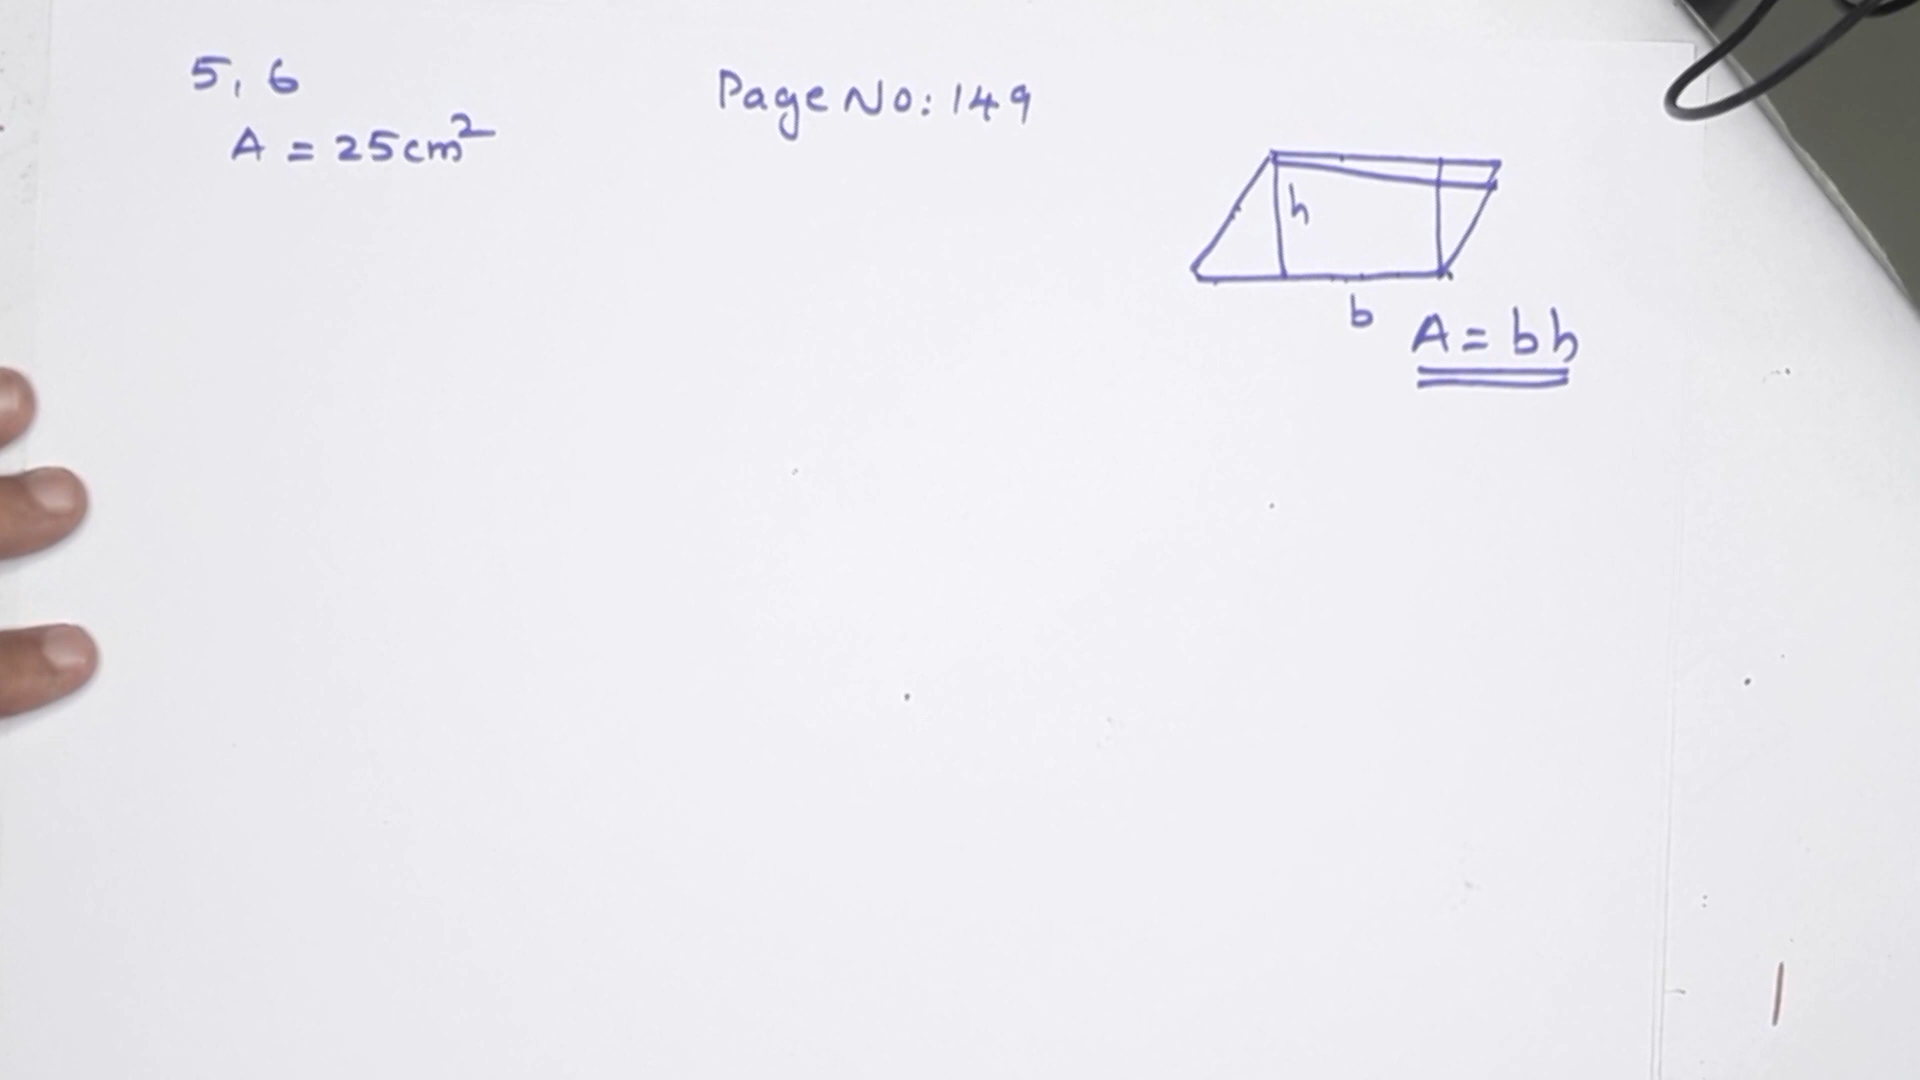 5, 6
Page No: 149
A = 25cm²
h
b
A = bh